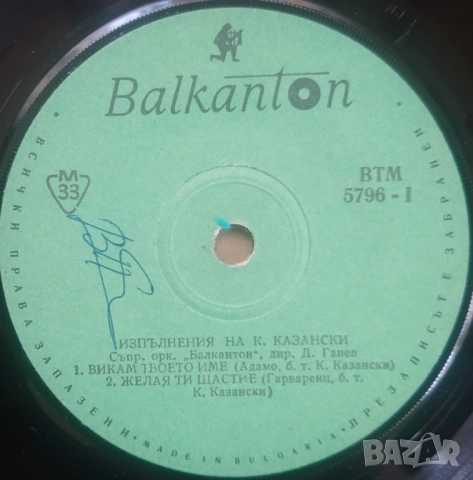 Balkanton
M
33
ВТМ
5796 - I
ИЗПЪЛНЕНИЯ НА К. КАЗАНСКИ
Съпр. орк. „Балкантон“, дир. Д. Ганев
1. ВИКАМ ТВОЕТО ИМЕ (Адамо, б. т. К. Казански)
2. ЖЕЛАЯ ТИ ЩАСТИЕ (Гарваренц, б. т.
К. Казански)
ВСИЧКИ ПРАВА ЗАПАЗЕНИ • MADE IN BULGARIA • ПРЕЗАПИСЪТ Е ЗАБРАНЕН
BAZAR